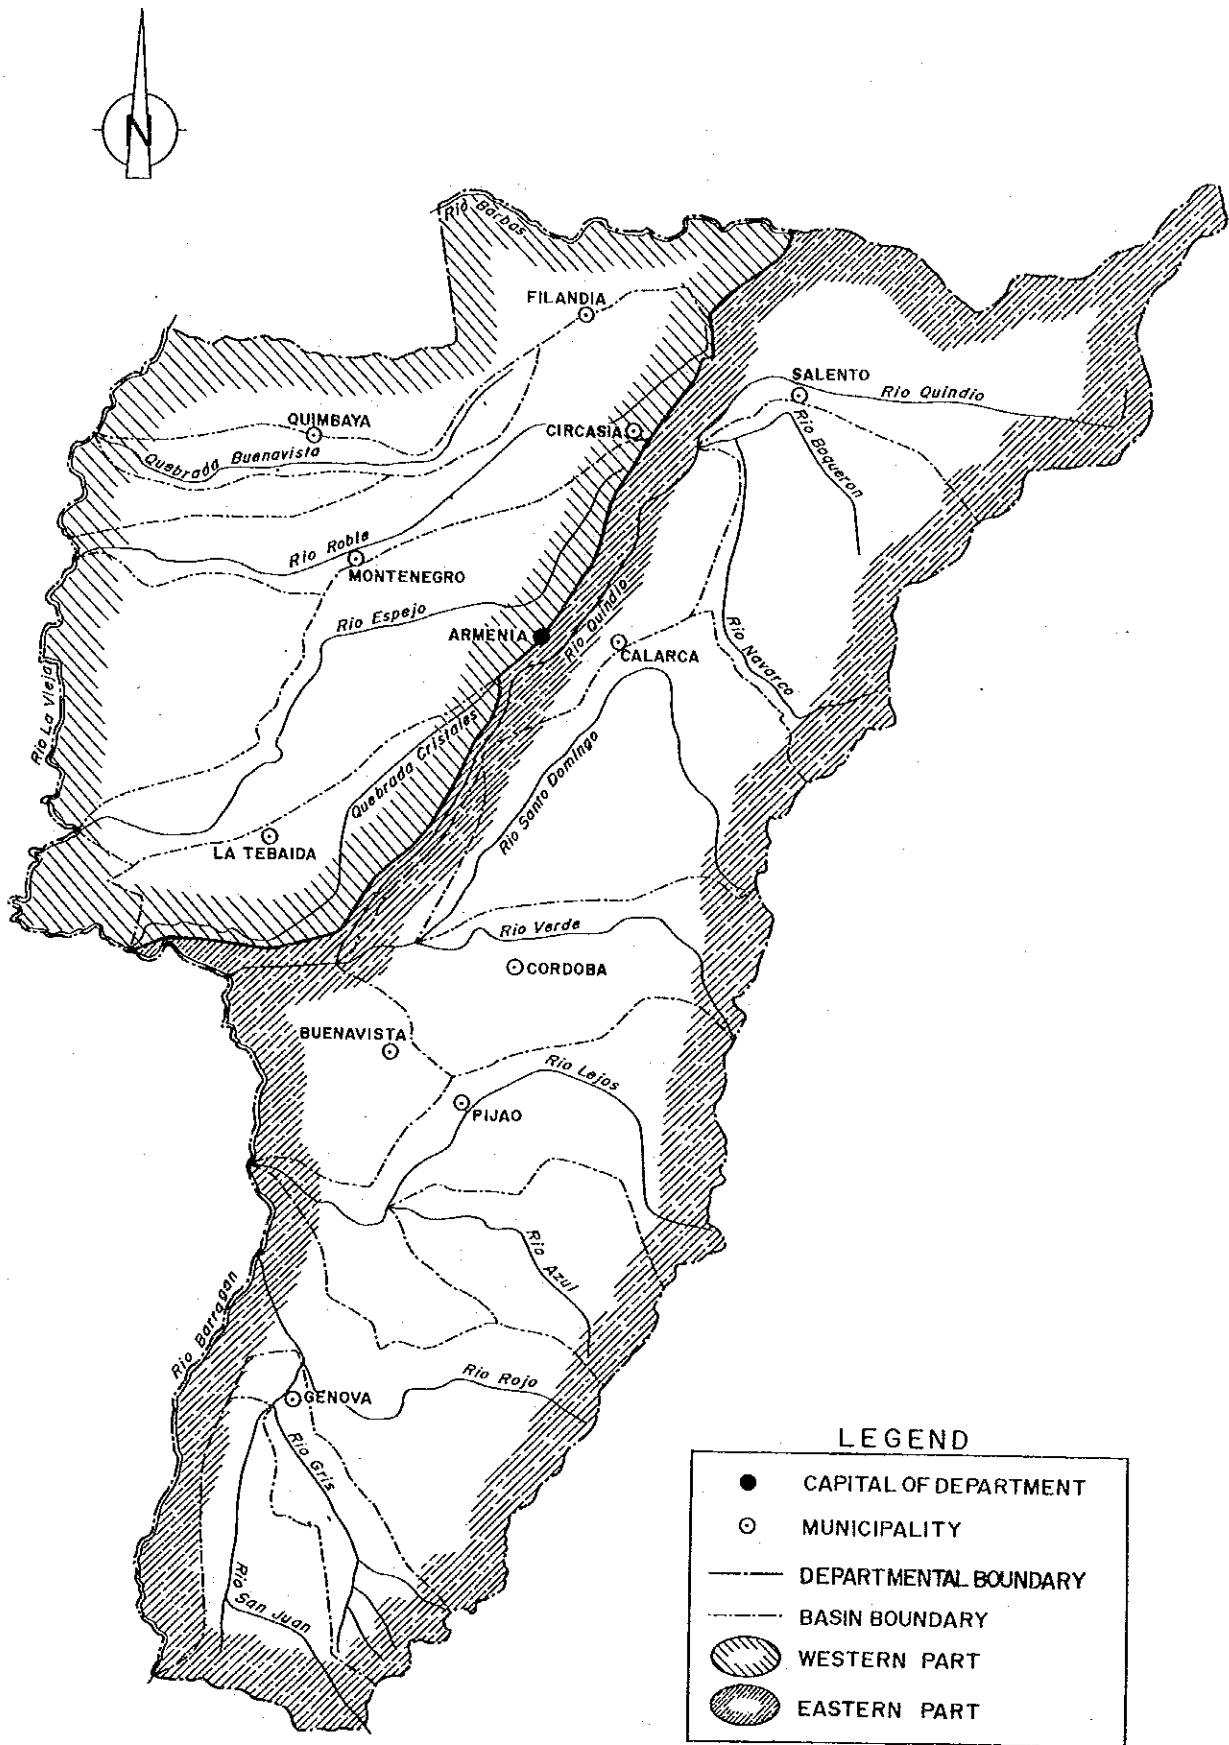 N
Rio Barbas
FILANDIA
SALENTO
Rio Quindio
QUIMBAYA
CIRCASIA
Rio Boqueron
Quebrada Buenavista
Rio Roble
MONTENEGRO
Rio Espejo
ARMENIA
Rio Quindio
CALARCA
Rio Navarco
Rio La Vieja
Quebrada Cristales
Rio Santo Domingo
LA TEBAIDA
Rio Verde
CORDOBA
BUENAVISTA
Rio Lejos
PIJAO
Rio Azul
Rio Barragan
Rio Rojo
GENOVA
Rio Gris
Rio San Juan
LEGEND
CAPITAL OF DEPARTMENT
MUNICIPALITY
DEPARTMENTAL BOUNDARY
BASIN BOUNDARY
WESTERN PART
EASTERN PART